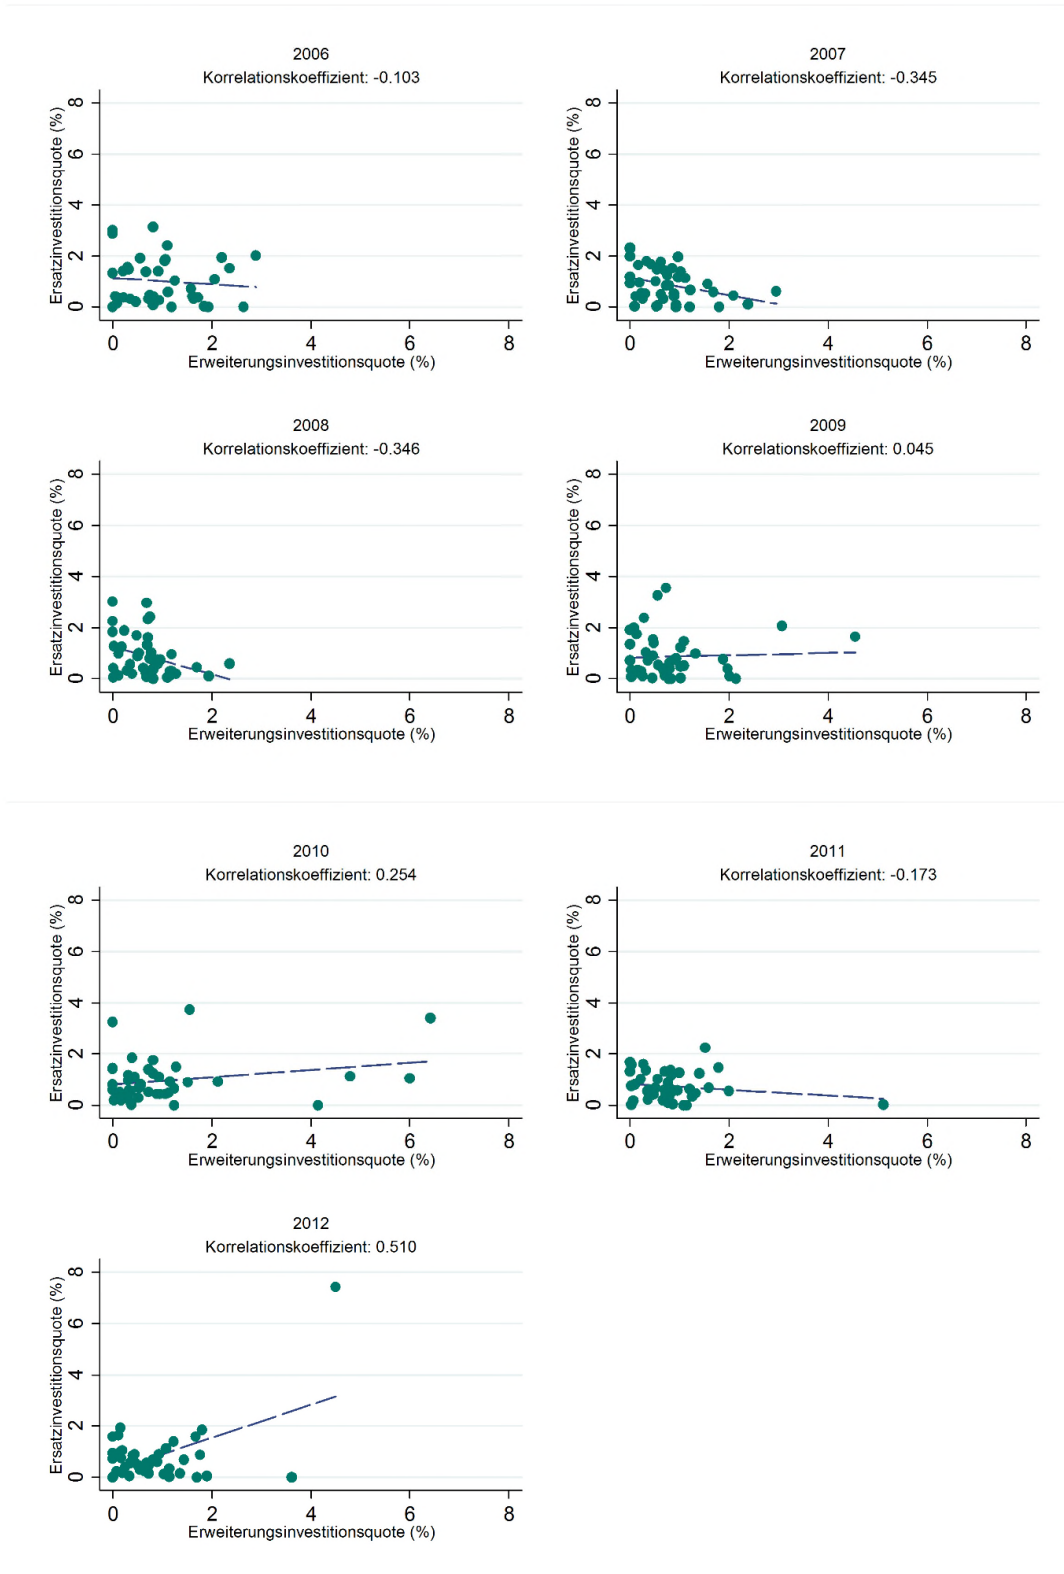 2006
Korrelationskoeffizient: -0.103
Ersatzinvestitionsquote (%)
8
6
4
2
0
0 2 4 6 8
Erweiterungsinvestitionsquote (%)
2007
Korrelationskoeffizient: -0.345
Ersatzinvestitionsquote (%)
8
6
4
2
0
0 2 4 6 8
Erweiterungsinvestitionsquote (%)
2008
Korrelationskoeffizient: -0.346
Ersatzinvestitionsquote (%)
8
6
4
2
0
0 2 4 6 8
Erweiterungsinvestitionsquote (%)
2009
Korrelationskoeffizient: 0.045
Ersatzinvestitionsquote (%)
8
6
4
2
0
0 2 4 6 8
Erweiterungsinvestitionsquote (%)
2010
Korrelationskoeffizient: 0.254
Ersatzinvestitionsquote (%)
8
6
4
2
0
0 2 4 6 8
Erweiterungsinvestitionsquote (%)
2011
Korrelationskoeffizient: -0.173
Ersatzinvestitionsquote (%)
8
6
4
2
0
0 2 4 6 8
Erweiterungsinvestitionsquote (%)
2012
Korrelationskoeffizient: 0.510
Ersatzinvestitionsquote (%)
8
6
4
2
0
0 2 4 6 8
Erweiterungsinvestitionsquote (%)